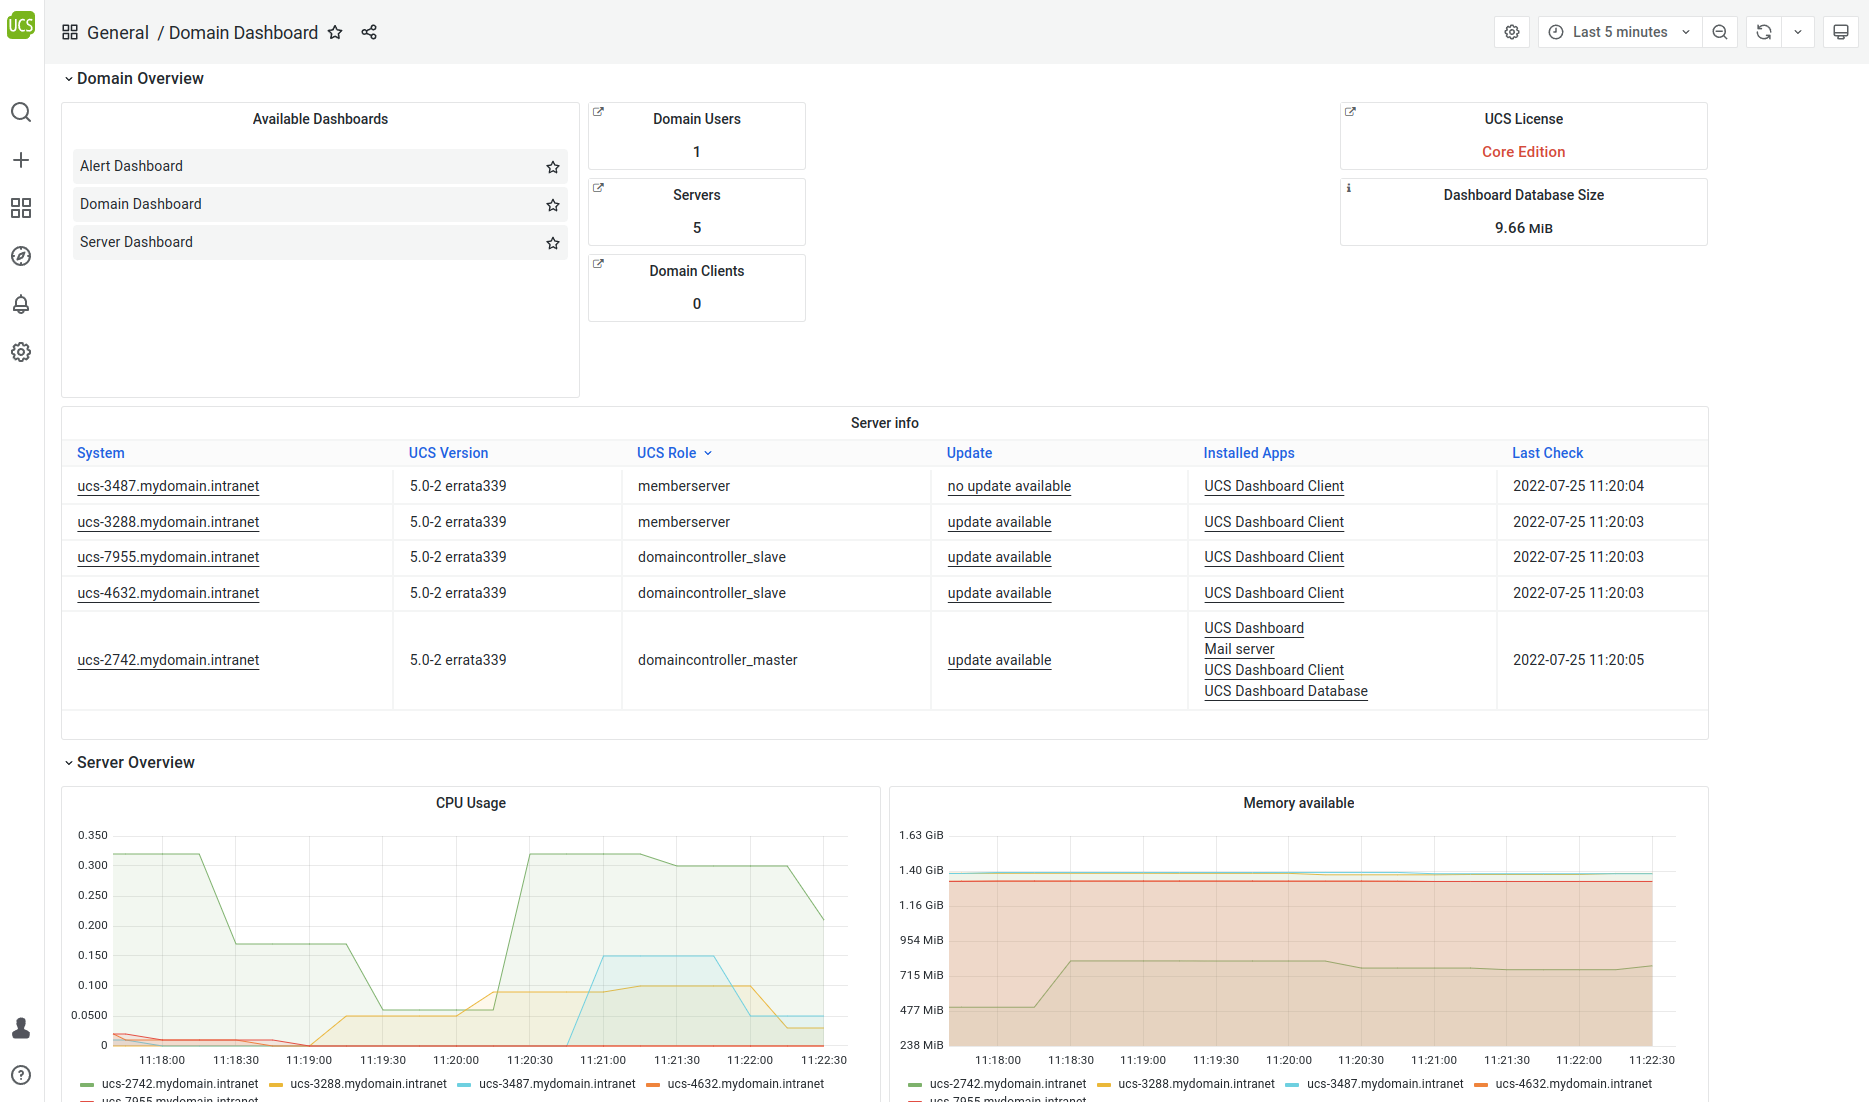 UCS
General / Domain Dashboard
Last 5 minutes
Domain Overview
Available Dashboards
Alert Dashboard
Domain Dashboard
Server Dashboard
Domain Users
1
Servers
5
Domain Clients
0
UCS License
Core Edition
Dashboard Database Size
9.66 MiB
Server info
System UCS Version UCS Role Update Installed Apps Last Check
ucs-3487.mydomain.intranet 5.0-2 errata339 memberserver no update available UCS Dashboard Client 2022-07-25 11:20:04
ucs-3288.mydomain.intranet 5.0-2 errata339 memberserver update available UCS Dashboard Client 2022-07-25 11:20:03
ucs-7955.mydomain.intranet 5.0-2 errata339 domaincontroller_slave update available UCS Dashboard Client 2022-07-25 11:20:03
ucs-4632.mydomain.intranet 5.0-2 errata339 domaincontroller_slave update available UCS Dashboard Client 2022-07-25 11:20:03
UCS Dashboard
Mail server
ucs-2742.mydomain.intranet 5.0-2 errata339 domaincontroller_master update available UCS Dashboard Client 2022-07-25 11:20:05
UCS Dashboard Database
Server Overview
CPU Usage
0.350
0.300
0.250
0.200
0.150
0.100
0.0500
0
11:18:00 11:18:30 11:19:00 11:19:30 11:20:00 11:20:30 11:21:00 11:21:30 11:22:00 11:22:30
ucs-2742.mydomain.intranet ucs-3288.mydomain.intranet ucs-3487.mydomain.intranet ucs-4632.mydomain.intranet
ucs-7955.mydomain.intranet
Memory available
1.63 GiB
1.40 GiB
1.16 GiB
954 MiB
715 MiB
477 MiB
238 MiB
11:18:00 11:18:30 11:19:00 11:19:30 11:20:00 11:20:30 11:21:00 11:21:30 11:22:00 11:22:30
ucs-2742.mydomain.intranet ucs-3288.mydomain.intranet ucs-3487.mydomain.intranet ucs-4632.mydomain.intranet
ucs-7955.mydomain.intranet